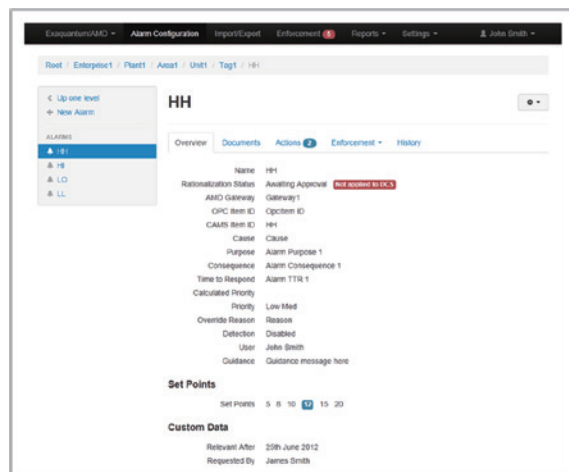 Exaquantum/AMO Alarm Configuration Import/Export Enforcement 5 Reports Settings John Smith
Root / Enterprise1 / Plant1 / Area1 / Unit1 / Tag1 / HH
Up one level
New Alarm
ALARMS
HH
HI
LO
LL
HH
Overview Documents Actions 2 Enforcement History
Name HH
Rationalization Status Awaiting Approval Not applied to DCS
AMO Gateway Gateway1
OPC Item ID OpcItem ID
CAMS Item ID HH
Cause Cause
Purpose Alarm Purpose 1
Consequence Alarm Consequence 1
Time to Respond Alarm TTR 1
Calculated Priority
Priority Low Med
Override Reason Reason
Detection Disabled
User John Smith
Guidance Guidance message here
Set Points
Set Points 5 8 10 12 15 20
Custom Data
Relevant After 25th June 2012
Requested By James Smith